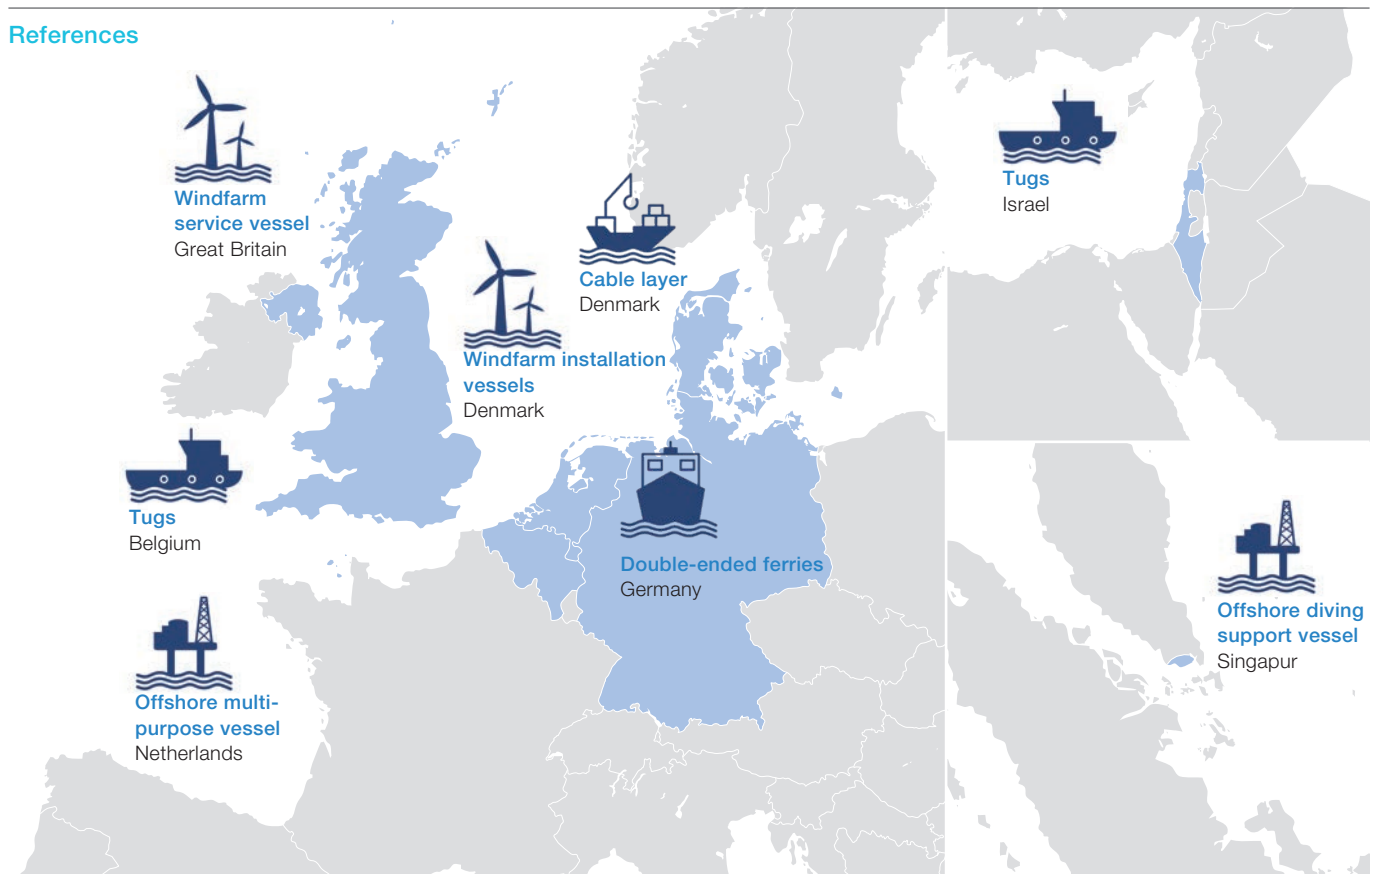 References
Windfarm
service vessel
Great Britain
Cable layer
Denmark
Windfarm installation
vessels
Denmark
Tugs
Belgium
Double-ended ferries
Germany
Offshore multi-
purpose vessel
Netherlands
Tugs
Israel
Offshore diving
support vessel
Singapur